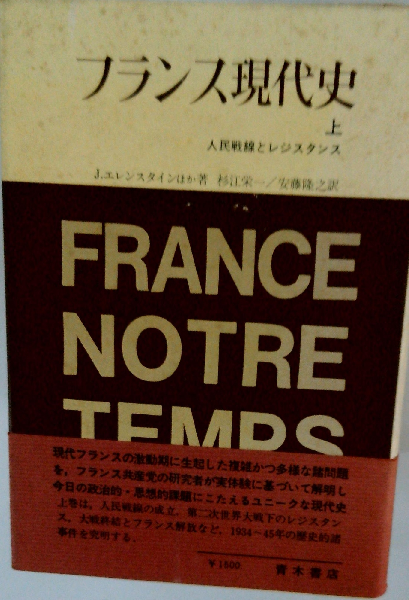 フランス現代史
上
人民戦線とレジスタンス
J.エレンスタインほか著 杉江栄一/安藤隆之訳
FRANCE
NOTRE
TEMPS
現代フランスの激動期に生起した複雑かつ多様な諸問題
を,フランス共産党の研究者が実体験に基づいて解明し
今日の政治的・思想的課題にこたえるユニークな現代史
上巻は,人民戦線の成立,第二次世界大戦下のレジスタン
ス,大戦終結とフランス解放など,1934〜45年の歴史的諸
事件を究明する.
¥1600 青木書店